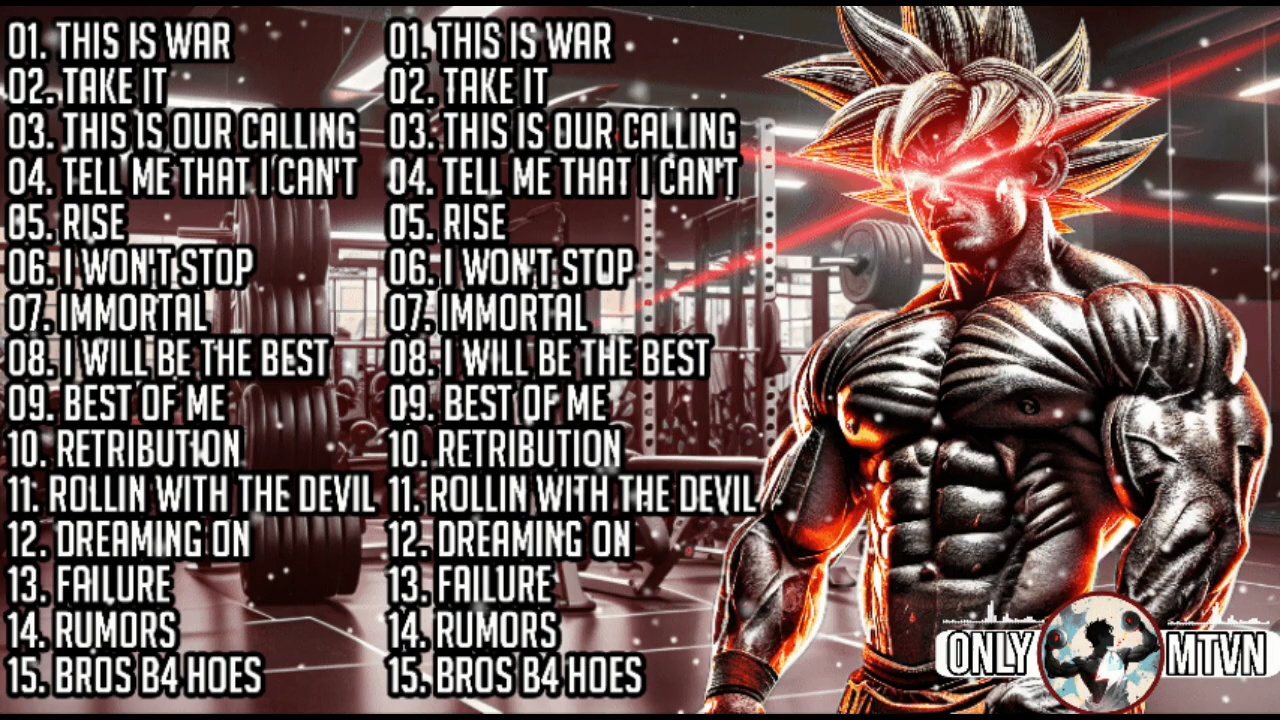 01. THIS IS WAR
02. TAKE IT
03. THIS IS OUR CALLING
04. TELL ME THAT I CAN'T
05. RISE
06. I WON'T STOP
07. IMMORTAL
08. I WILL BE THE BEST
09. BEST OF ME
10. RETRIBUTION
11. ROLLIN WITH THE DEVIL
12. DREAMING ON
13. FAILURE
14. RUMORS
15. BROS B4 HOES
01. THIS IS WAR
02. TAKE IT
03. THIS IS OUR CALLING
04. TELL ME THAT I CAN'T
05. RISE
06. I WON'T STOP
07. IMMORTAL
08. I WILL BE THE BEST
09. BEST OF ME
10. RETRIBUTION
11. ROLLIN WITH THE DEVIL
12. DREAMING ON
13. FAILURE
14. RUMORS
15. BROS B4 HOES
ONLY MTVN